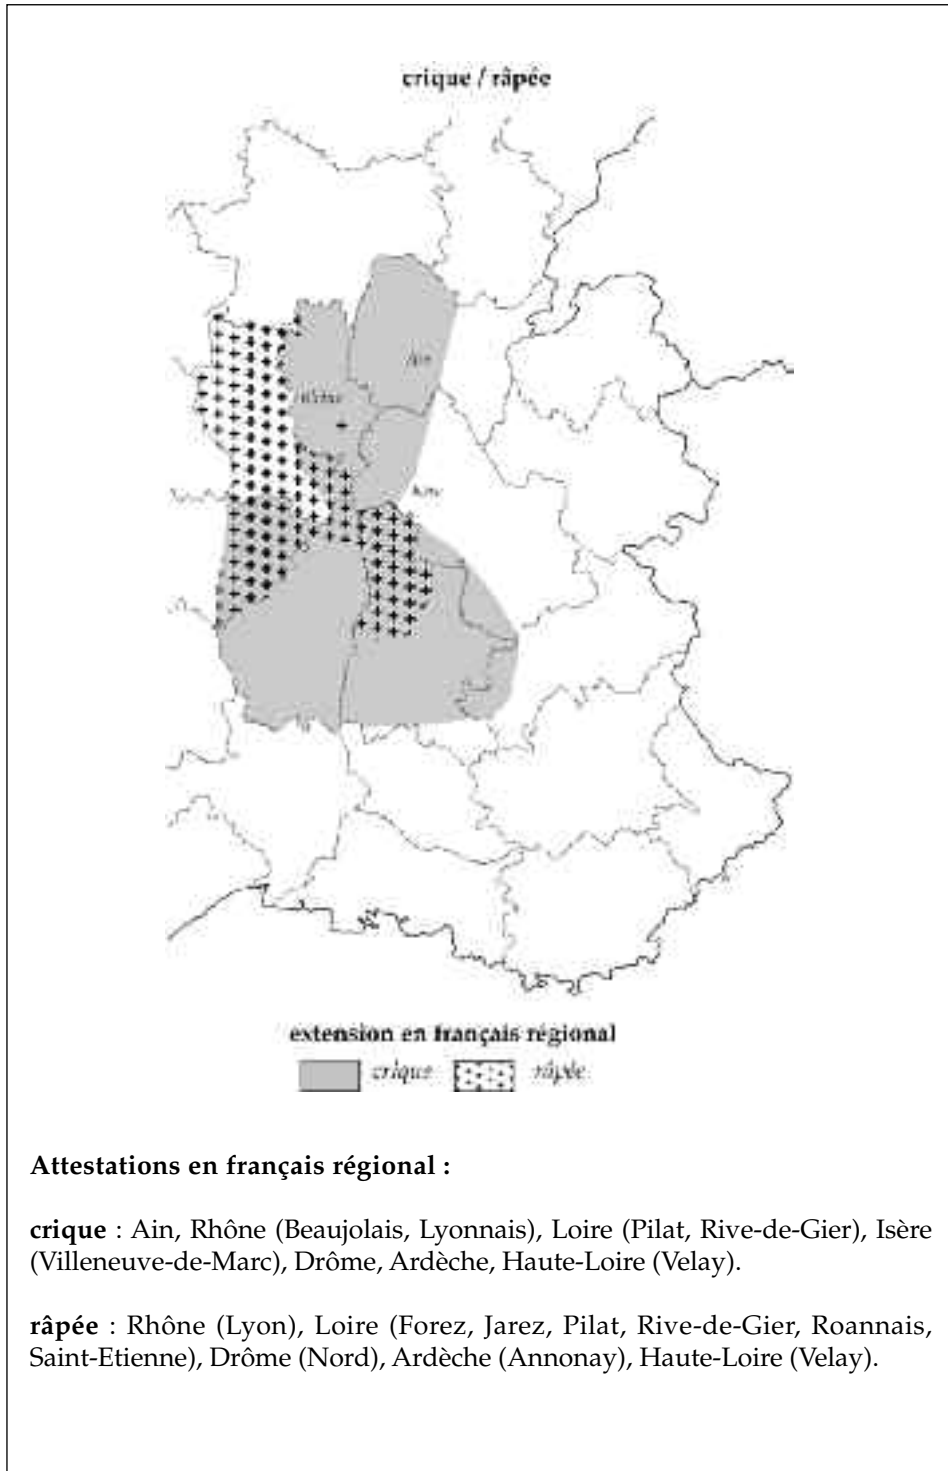 crique / râpée
Ain
Rhône
Isère
extension en français régional
crique râpée
Attestations en français régional :
crique : Ain, Rhône (Beaujolais, Lyonnais), Loire (Pilat, Rive-de-Gier), Isère
(Villeneuve-de-Marc), Drôme, Ardèche, Haute-Loire (Velay).
râpée : Rhône (Lyon), Loire (Forez, Jarez, Pilat, Rive-de-Gier, Roannais,
Saint-Etienne), Drôme (Nord), Ardèche (Annonay), Haute-Loire (Velay).